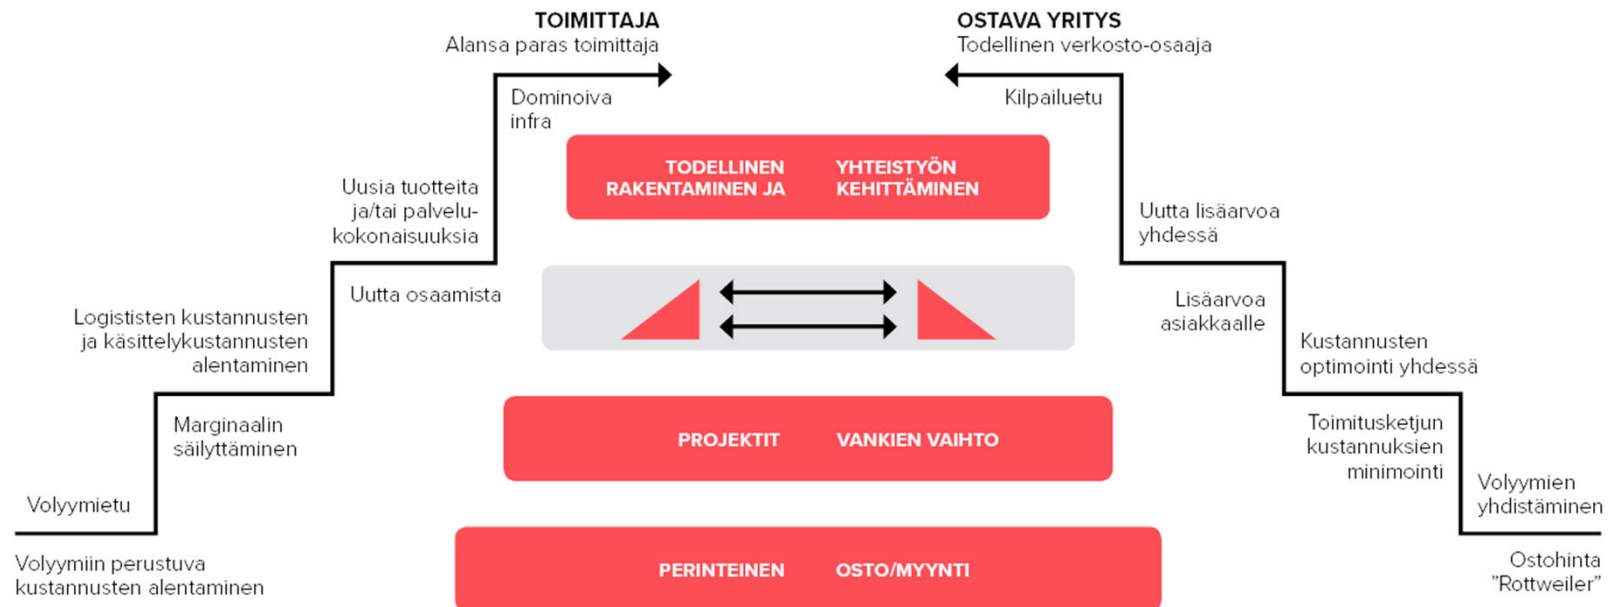 TOIMITTAJA
Alansa paras toimittaja
OSTAVA YRITYS
Todellinen verkosto-osaaja
Dominoiva
infra
Kilpailuetu
TODELLINEN YHTEISTYÖN
RAKENTAMINEN JA KEHITTÄMINEN
Uusia tuotteita
ja/tai palvelu-
kokonaisuuksia
Uutta lisäarvoa
yhdessä
Uutta osaamista
Lisäarvoa
asiakkaalle
Logististen kustannusten
ja käsittelykustannusten
alentaminen
Kustannusten
optimointi yhdessä
Marginaalin
säilyttäminen
PROJEKTIT VANKIEN VAIHTO
Toimitusketjun
kustannuksien
minimointi
Volyymietu
Volyymien
yhdistäminen
Volyymiin perustuva
kustannusten alentaminen
PERINTEINEN OSTO/MYYNTI
Ostohinta
”Rottweiler”